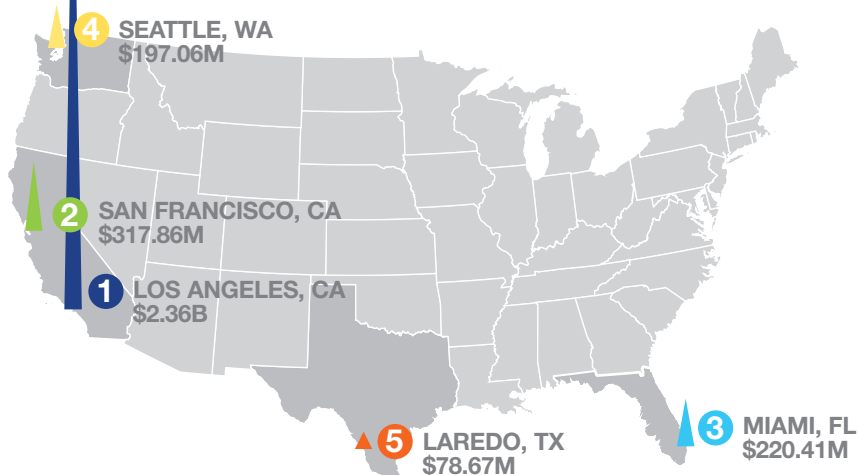 4 SEATTLE, WA
$197.06M
2 SAN FRANCISCO, CA
$317.86M
1 LOS ANGELES, CA
$2.36B
3 MIAMI, FL
$220.41M
5 LAREDO, TX
$78.67M